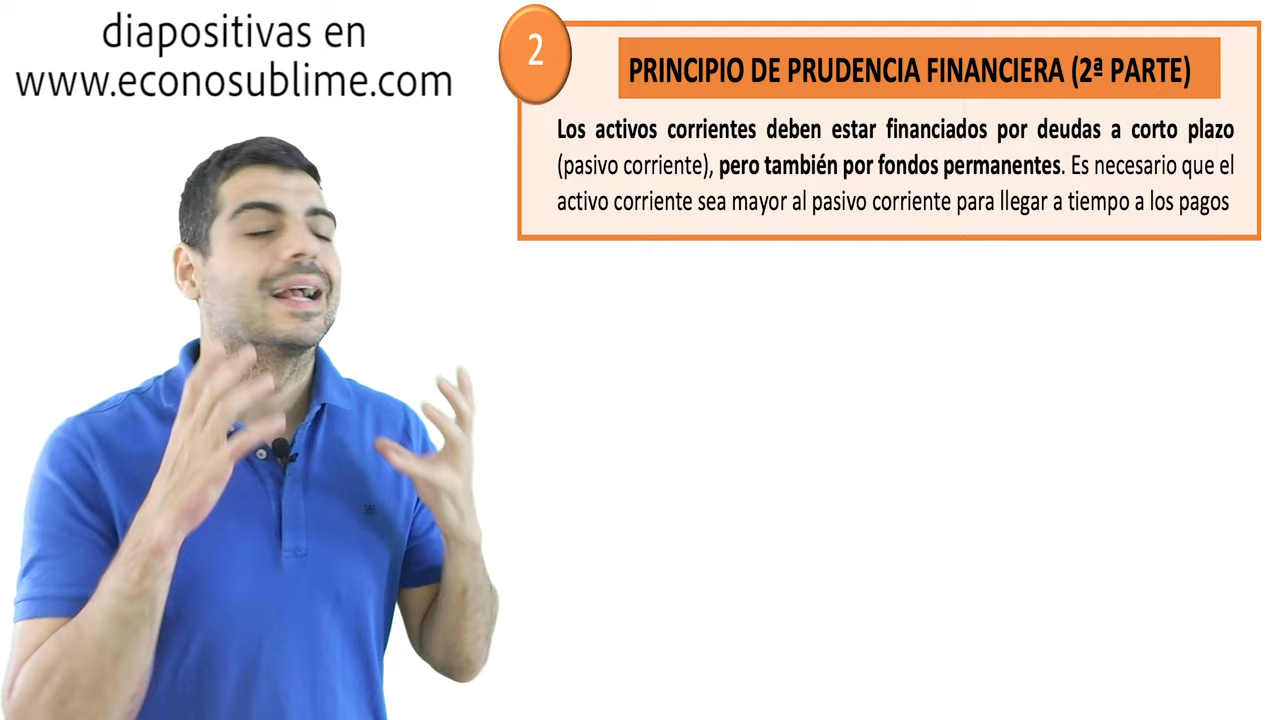 diapositivas en
www.econosublime.com
2
PRINCIPIO DE PRUDENCIA FINANCIERA (2ª PARTE)
Los activos corrientes deben estar financiados por deudas a corto plazo
(pasivo corriente), pero también por fondos permanentes. Es necesario que el
activo corriente sea mayor al pasivo corriente para llegar a tiempo a los pagos